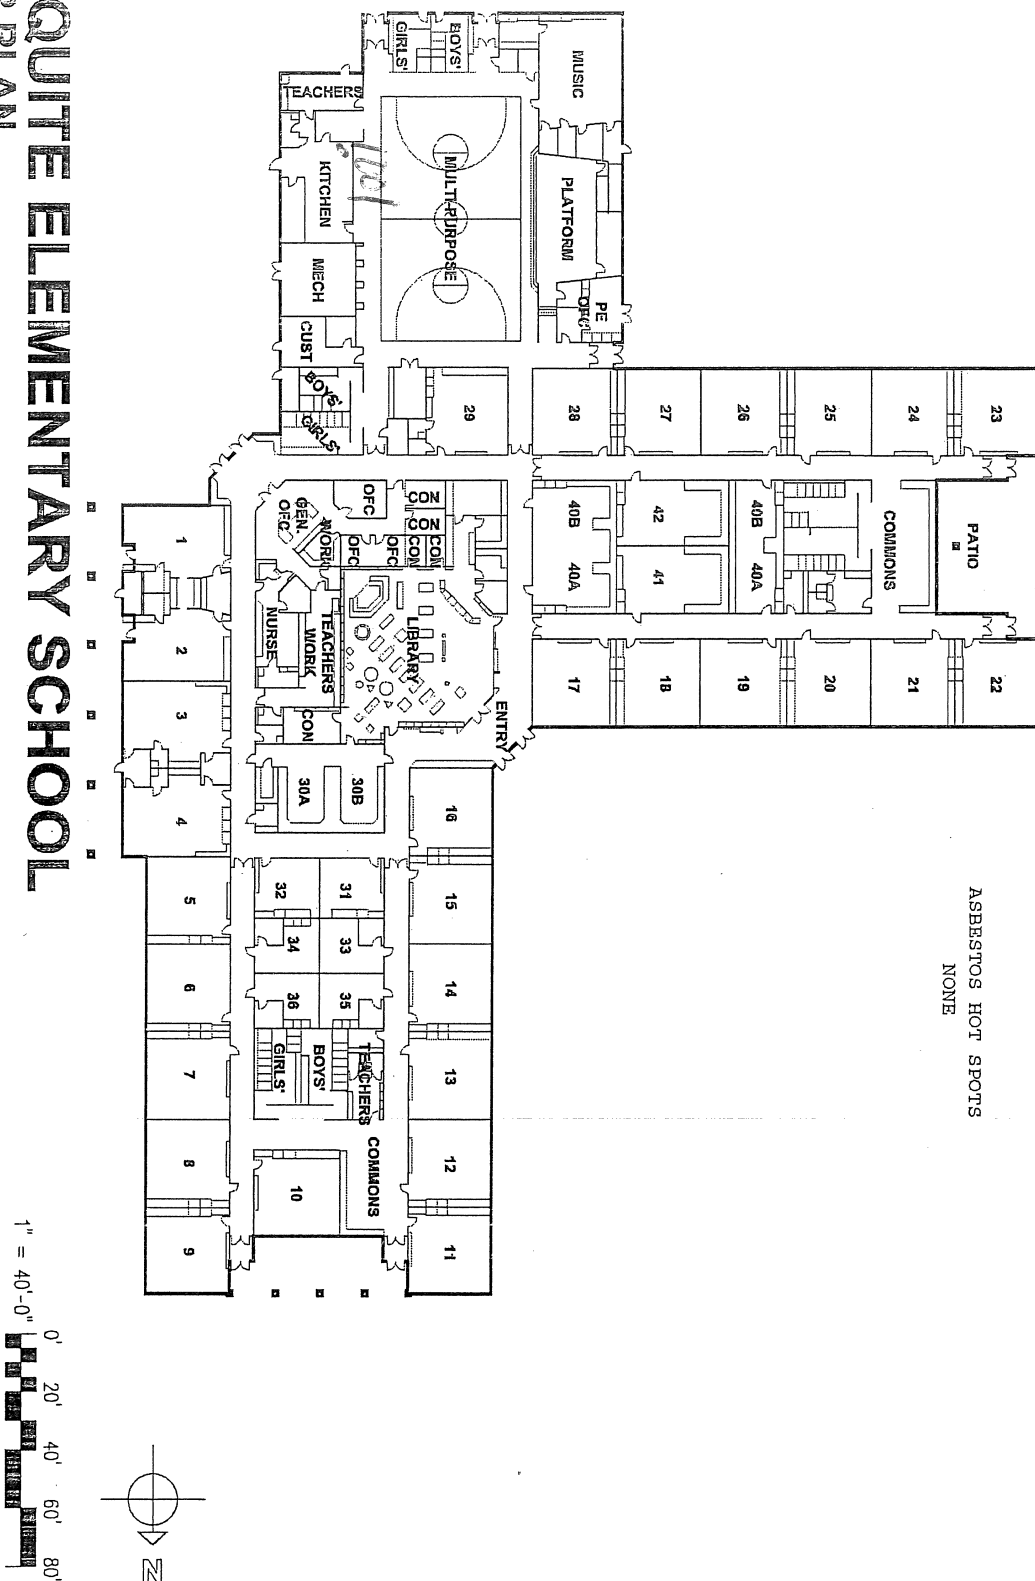 QUITE ELEMENTARY SCHOOL
PLAN
ASBESTOS HOT SPOTS
NONE
GIRLS'
BOYS'
MUSIC
TEACHERS
KITCHEN
MULTI-PURPOSE
PLATFORM
MECH
PE
OFC
CUST
BOYS'
GIRLS'
29
28
27
26
25
24
23
OFC
CON
CON
GEN.
OFC
WORK
OFC
OFC
CON
CON
40B
40A
42
41
40B
40A
COMMONS
PATIO
1
2
NURSE
TEACHERS
WORK
LIBRARY
ENTRY
17
18
19
20
21
22
3
4
CON
30A
30B
16
5
32
31
15
6
34
33
14
36
35
7
GIRLS'
BOYS'
TEACHERS
13
8
10
COMMONS
12
9
11
1" = 40'-0"
0' 20' 40' 60' 80'
N